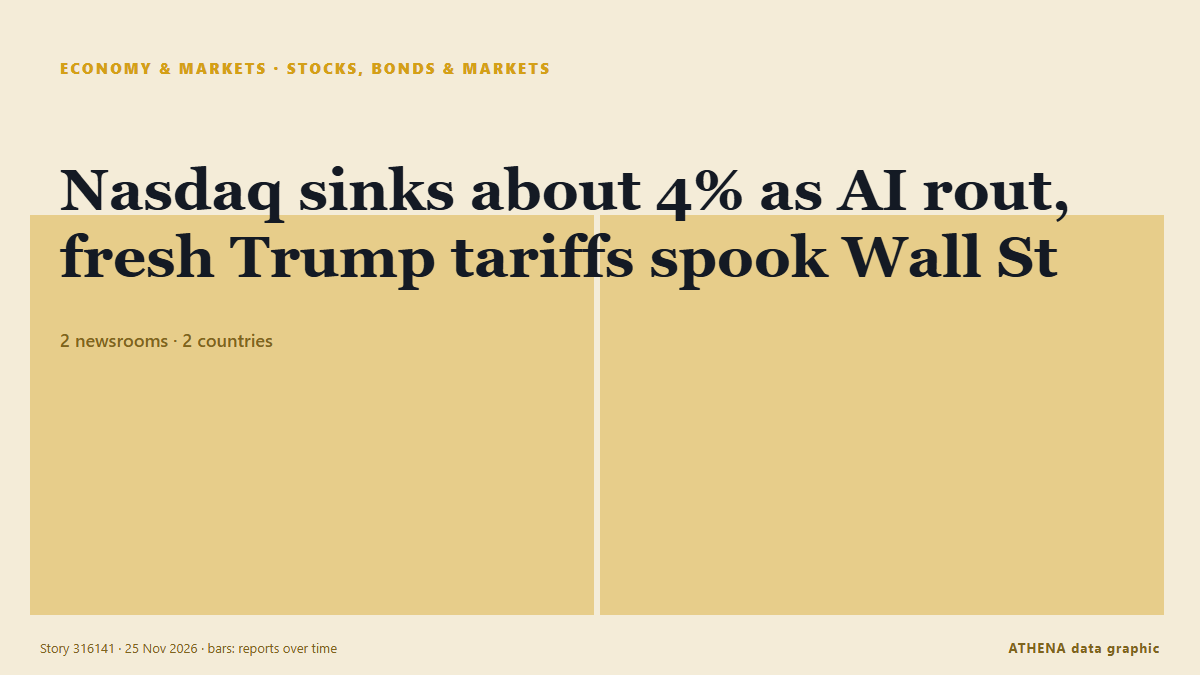 ECONOMY & MARKETS · STOCKS, BONDS & MARKETS
Nasdaq sinks about 4% as AI rout,
fresh Trump tariffs spook Wall St
2 newsrooms · 2 countries
Story 316141 · 25 Nov 2026 · bars: reports over time
ATHENA data graphic